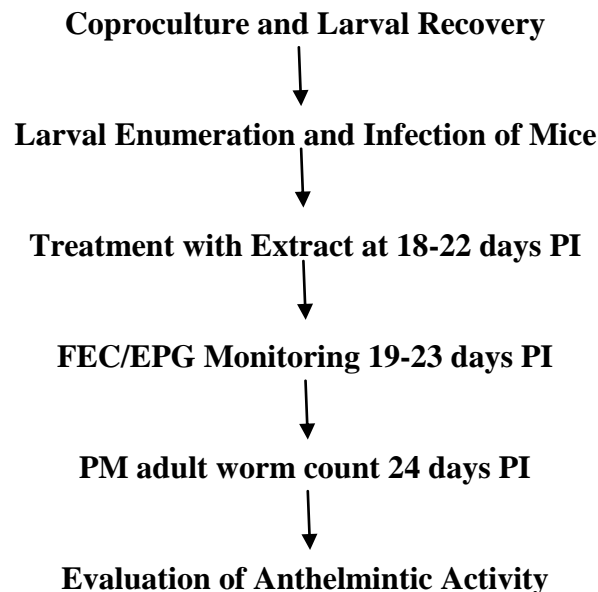 Coproculture and Larval Recovery
Larval Enumeration and Infection of Mice
Treatment with Extract at 18-22 days PI
FEC/EPG Monitoring 19-23 days PI
PM adult worm count 24 days PI
Evaluation of Anthelmintic Activity